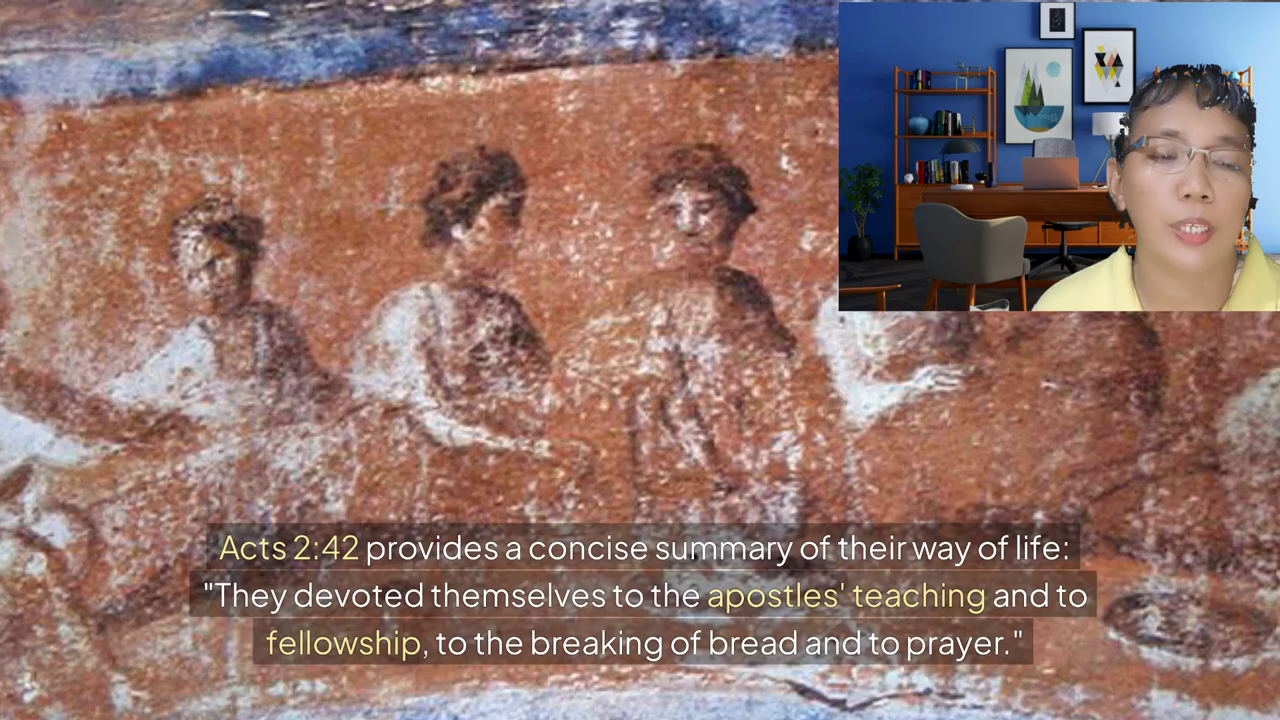 Acts 2:42 provides a concise summary of their way of life:
"They devoted themselves to the apostles' teaching and to
fellowship, to the breaking of bread and to prayer."